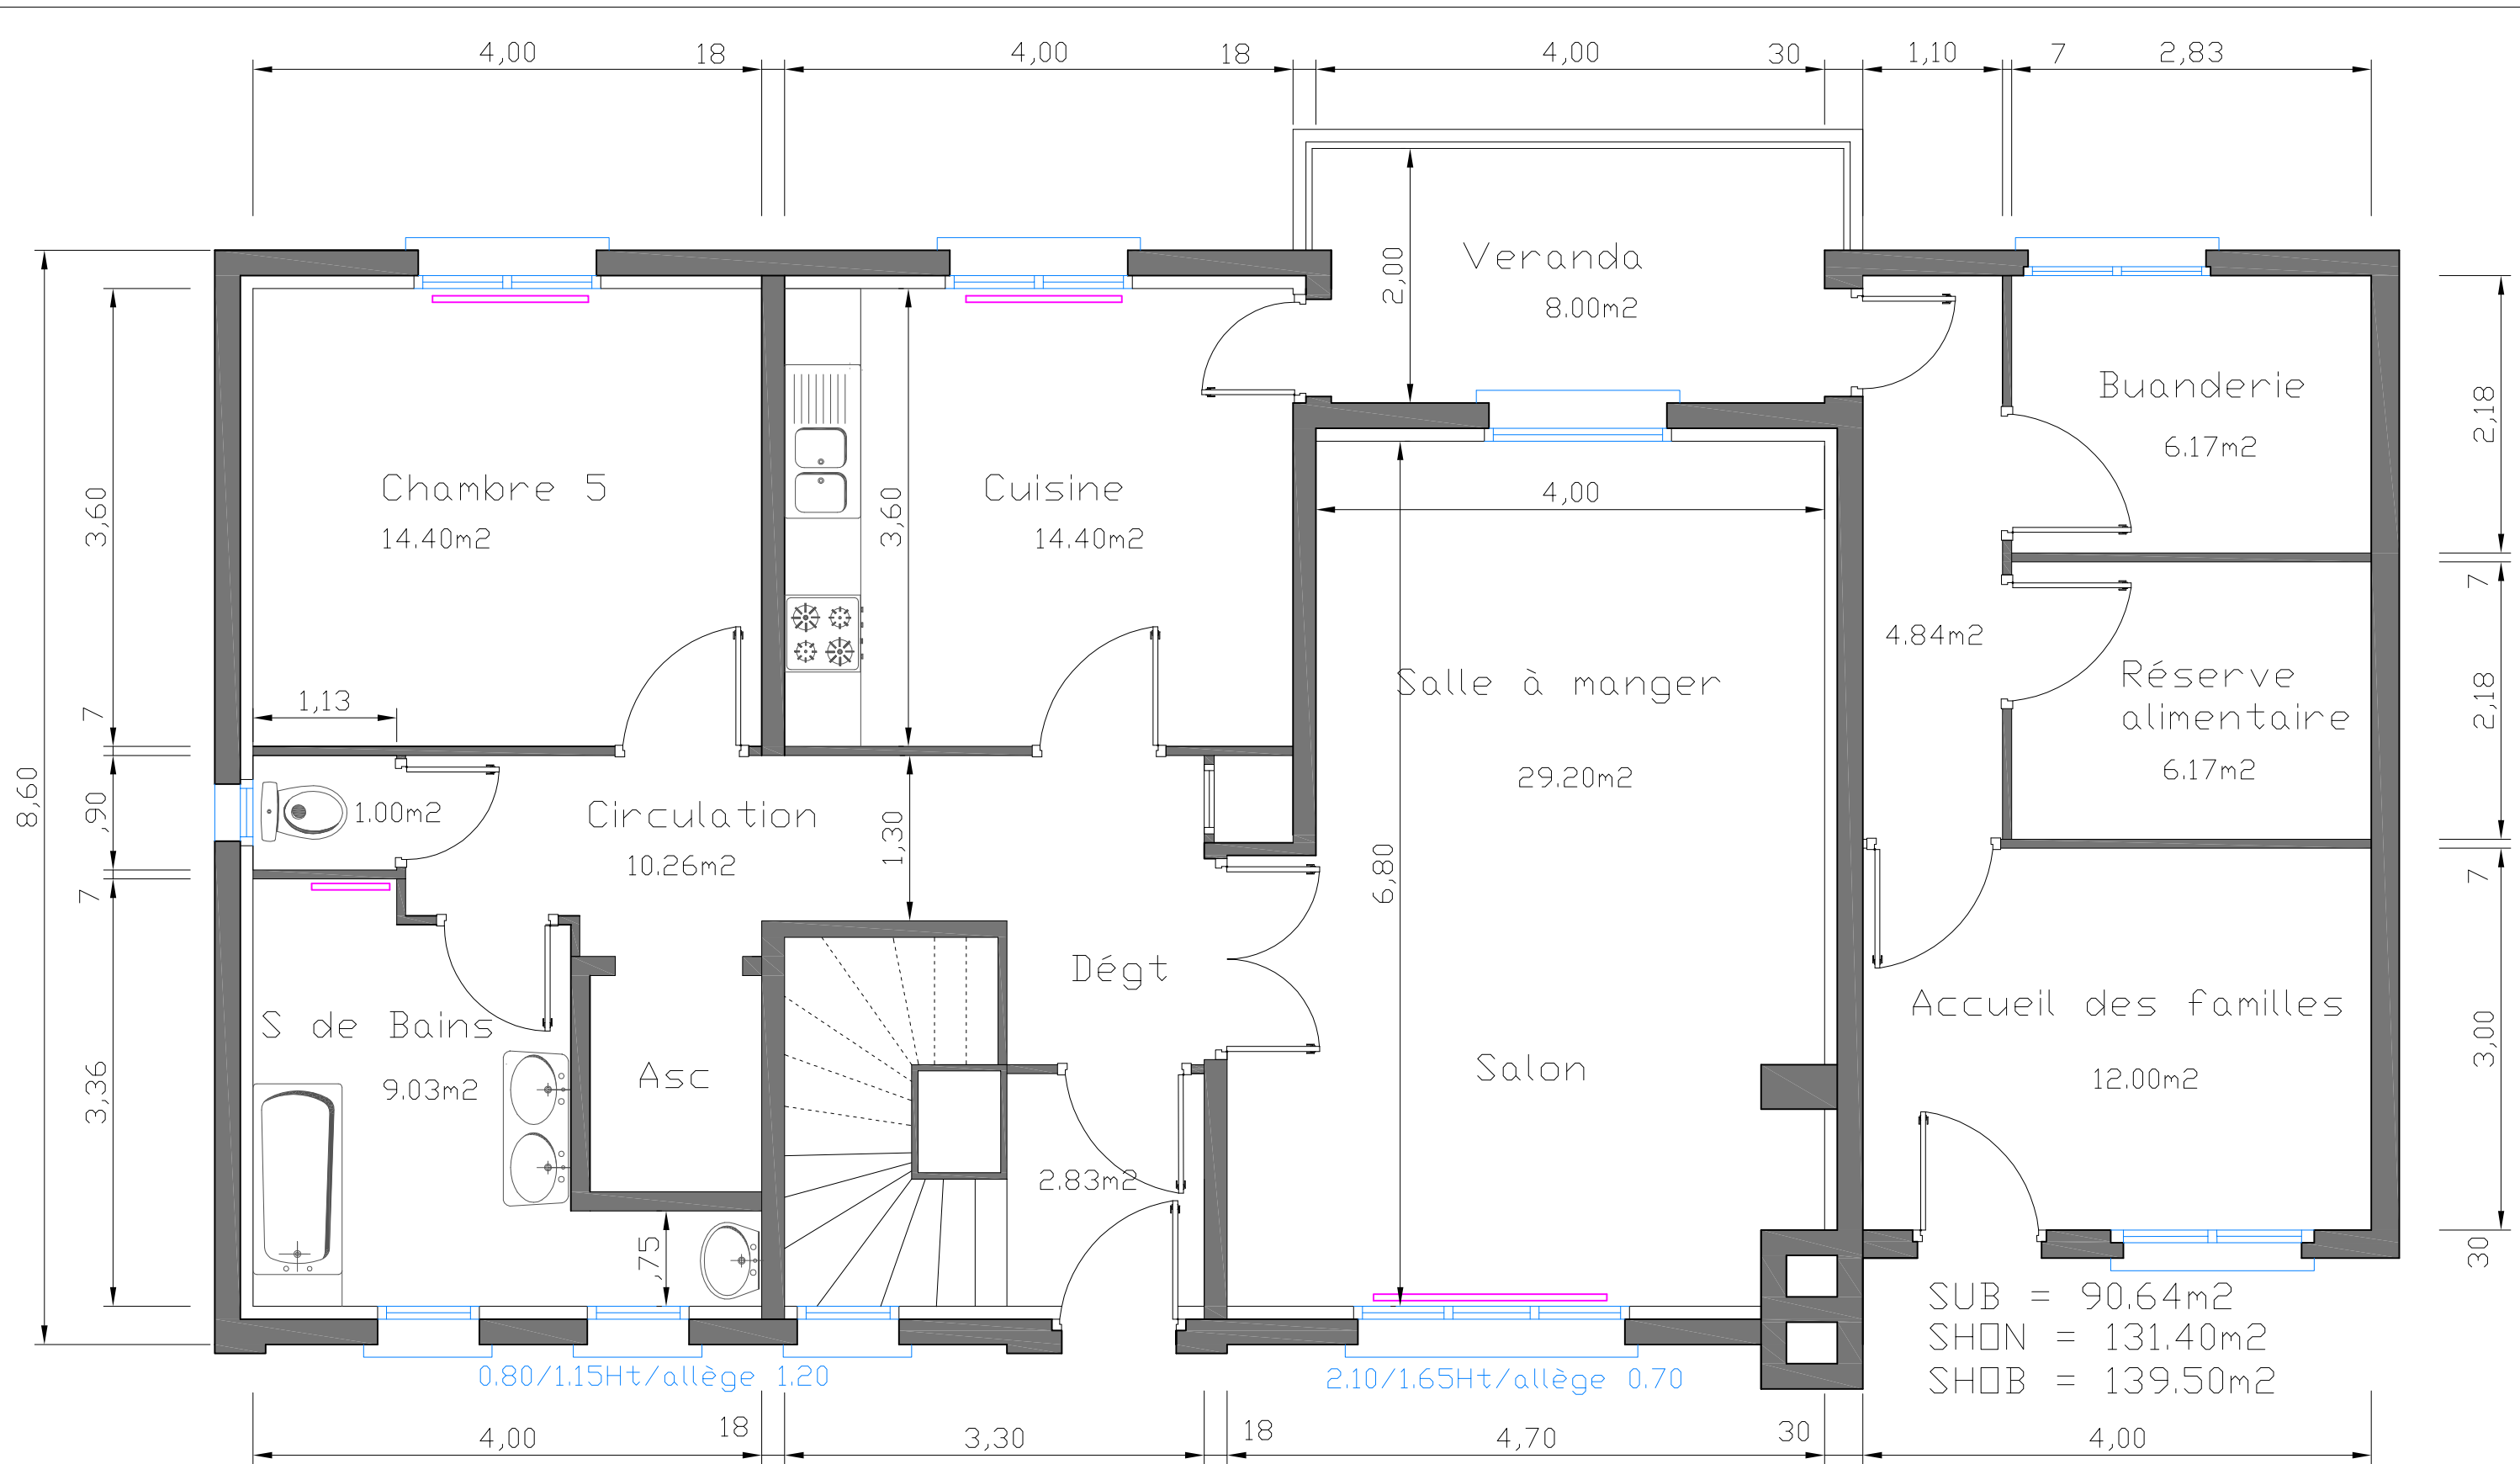 4,00 18 4,00 18 4,00 30 1,10 7 2,83
Veranda
8.00m2
2,00
Buanderie
6.17m2
2,18
Chambre 5
14.40m2
3,60
Cuisine
14.40m2
3,60
4,00
7
4.84m2
Salle à manger
29.20m2
6,80
Réserve
alimentaire
6.17m2
2,18
1,13
7
8,60
,90
1.00m2
Circulation
10.26m2
1,30
7
7
Dégt
S de Bains
9.03m2
3,36
Asc
Salon
Accueil des familles
12.00m2
3,00
2.83m2
,75
30
SUB = 90.64m2
SHON = 131.40m2
SHOB = 139.50m2
0.80/1.15Ht/allège 1.20
2.10/1.65Ht/allège 0.70
4,00 18 3,30 18 4,70 30 4,00